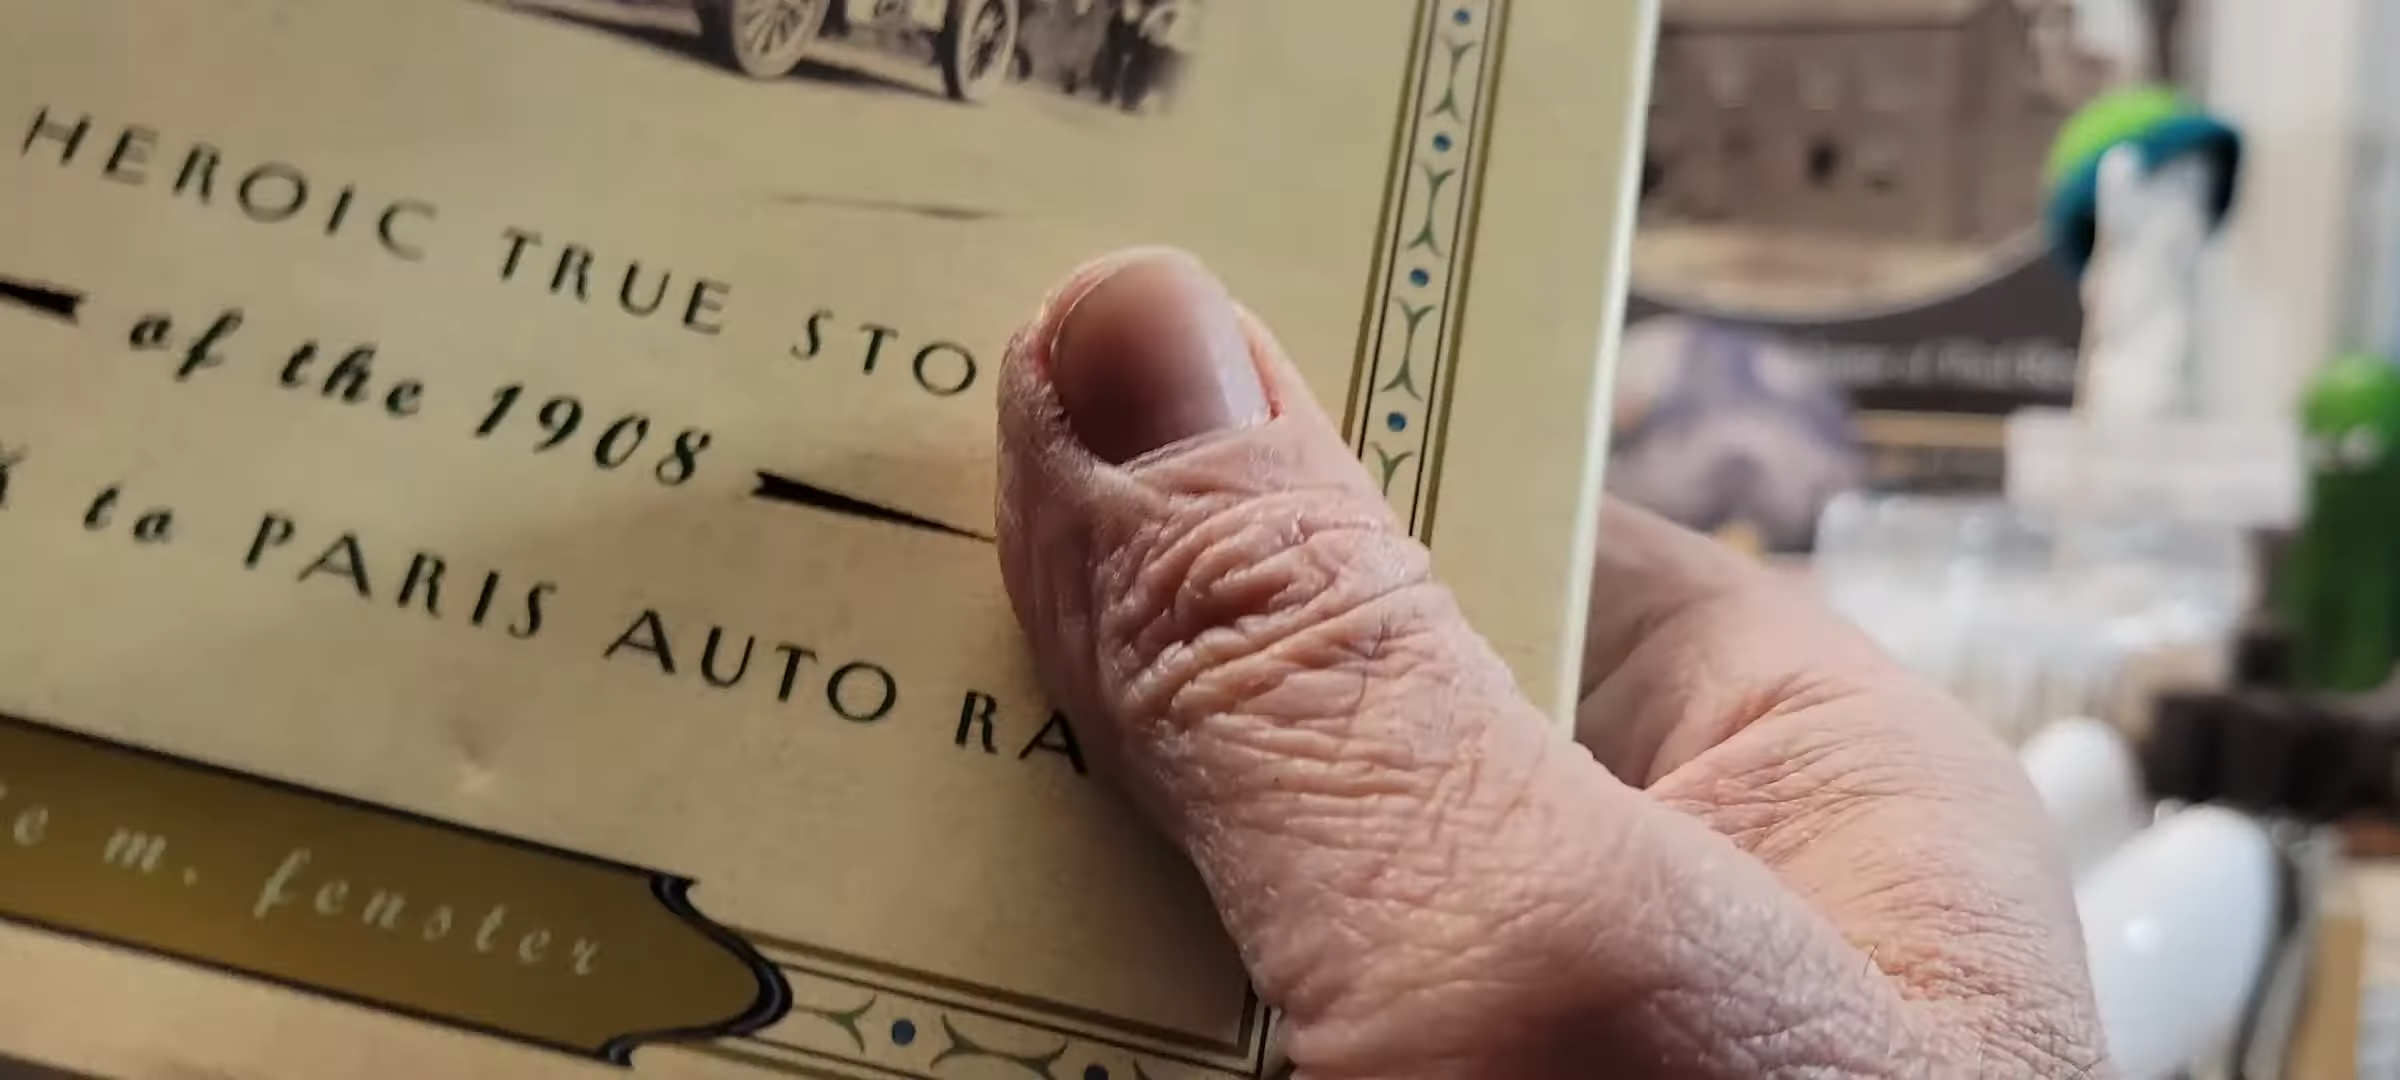 HEROIC TRUE STO
of the 1908
to PARIS AUTO RA
e m. fenster